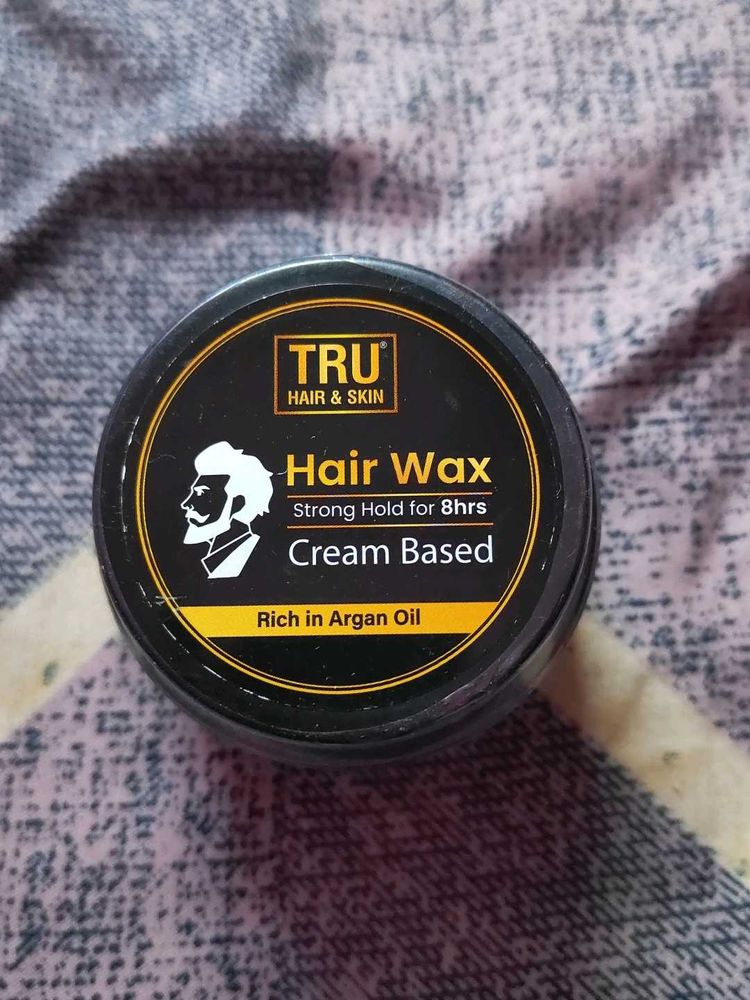 TRU®
HAIR & SKIN
Hair Wax
Strong Hold for 8hrs
Cream Based
Rich in Argan Oil